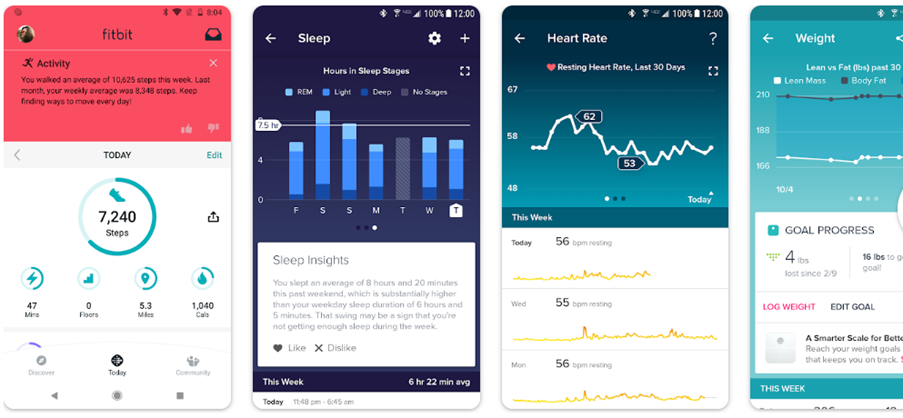 8:04
fitbit
Activity
You walked an average of 10,625 steps this week. Last
month, your weekly average was 8,348 steps. Keep
finding ways to move every day!
TODAY
Edit
7,240
Steps
47
Mins
0
Floors
5.3
Miles
1,040
Cals
Discover
Today
Community
100% 12:00
Sleep
Hours in Sleep Stages
REM Light Deep No Stages
7.5 hr
4
0
F S S M T W T
Sleep Insights
You slept an average of 8 hours and 20 minutes
this past weekend, which is substantially higher
than your weekday sleep duration of 6 hours and
5 minutes. That swing may be a sign that you're
not getting enough sleep during the week.
Like Dislike
This Week 6 hr 22 min avg
Today 11:48 pm - 6:45 am
100% 12:00
Heart Rate ?
Resting Heart Rate, Last 30 Days
67
62
58
53
48
Today
This Week
Today 56 bpm resting
Wed 55 bpm resting
Mon 56 bpm resting
Weight
Lean vs Fat (lbs) past 30
Lean Mass Body Fat
210
188
166
10/4
GOAL PROGRESS
4 lbs
lost since 2/9
16 lbs to g
goal!
LOG WEIGHT EDIT GOAL
A Smarter Scale for Bette
Reach your weight goals
that keeps you on track.
THIS WEEK